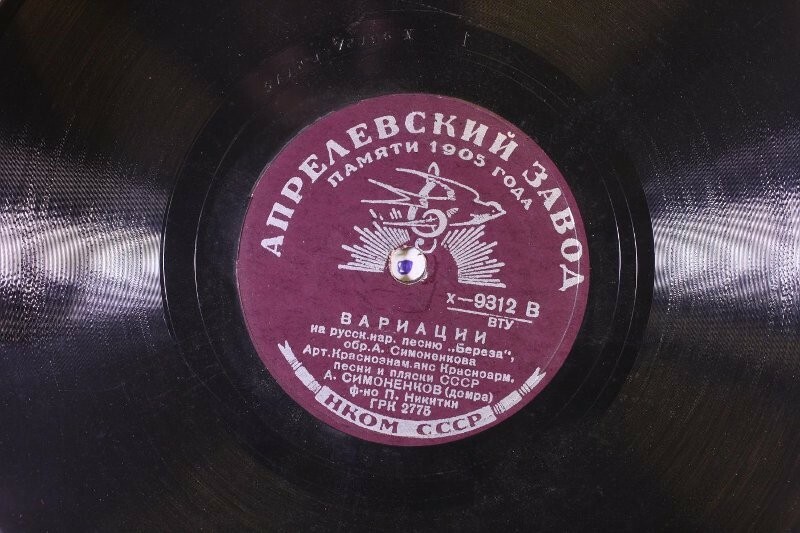 АПРЕЛЕВСКИЙ ЗАВОД
ПАМЯТИ 1905 ГОДА
х—9312 В
ВТУ
ВАРИАЦИИ
на русск.нар. песню „Береза",
обр.А. Симоненкова
Арт.Краснознам.анс Красноарм.
песни и пляски СССР
А. СИМОНЕНКОВ (домра)
ф-но П. Никитин
ГРК 2775
НКОМ СССР